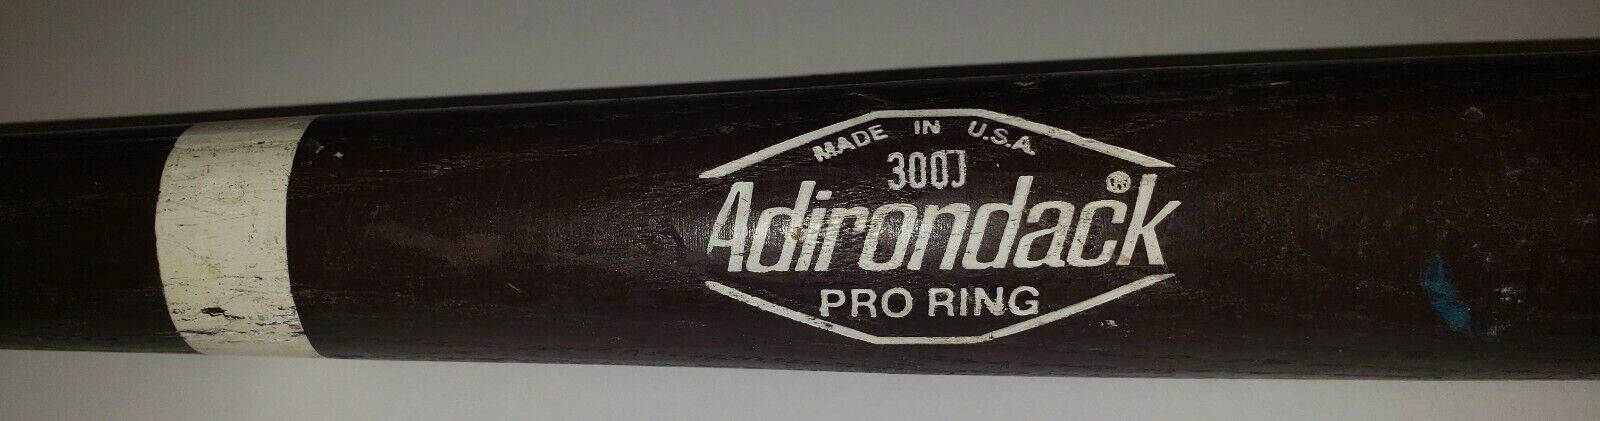 MADE IN U.S.A.
300J
Adirondack®
PRO RING